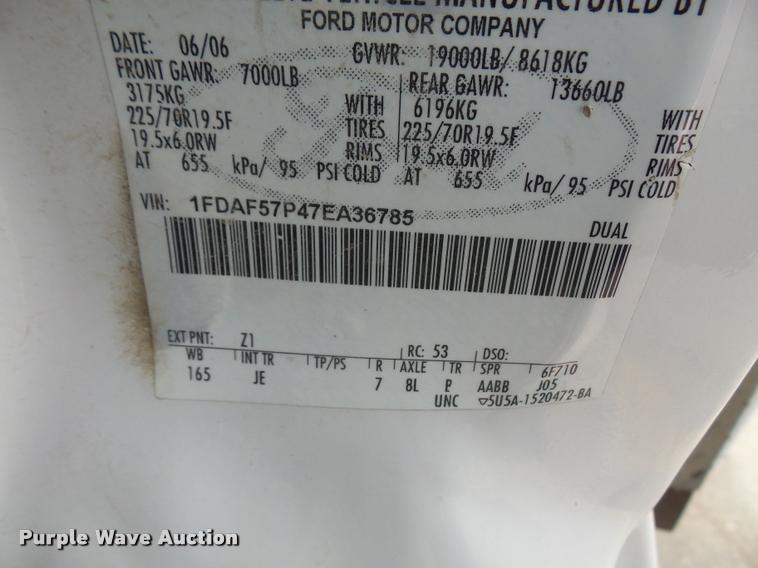 VEHICLE MANUFACTURED BY
FORD MOTOR COMPANY
DATE: 06/06 GVWR: 19000LB/ 8618KG
FRONT GAWR: 7000LB REAR GAWR: 13660LB
3175KG WITH 6196KG WITH
225/70R19.5F TIRES 225/70R19.5F TIRES
19.5x6.0RW RIMS 19.5x6.0RW RIMS
AT 655 kPa/ 95 PSI COLD AT 655 kPa/ 95 PSI COLD
VIN: 1FDAF57P47EA36785 DUAL
EXT PNT: Z1 RC: 53 DSO:
WB INT TR TP/PS R AXLE TR SPR 6F710
165 JE 7 8L P AABB J05
UNC ▽5U5A-1520472-BA
Purple Wave Auction